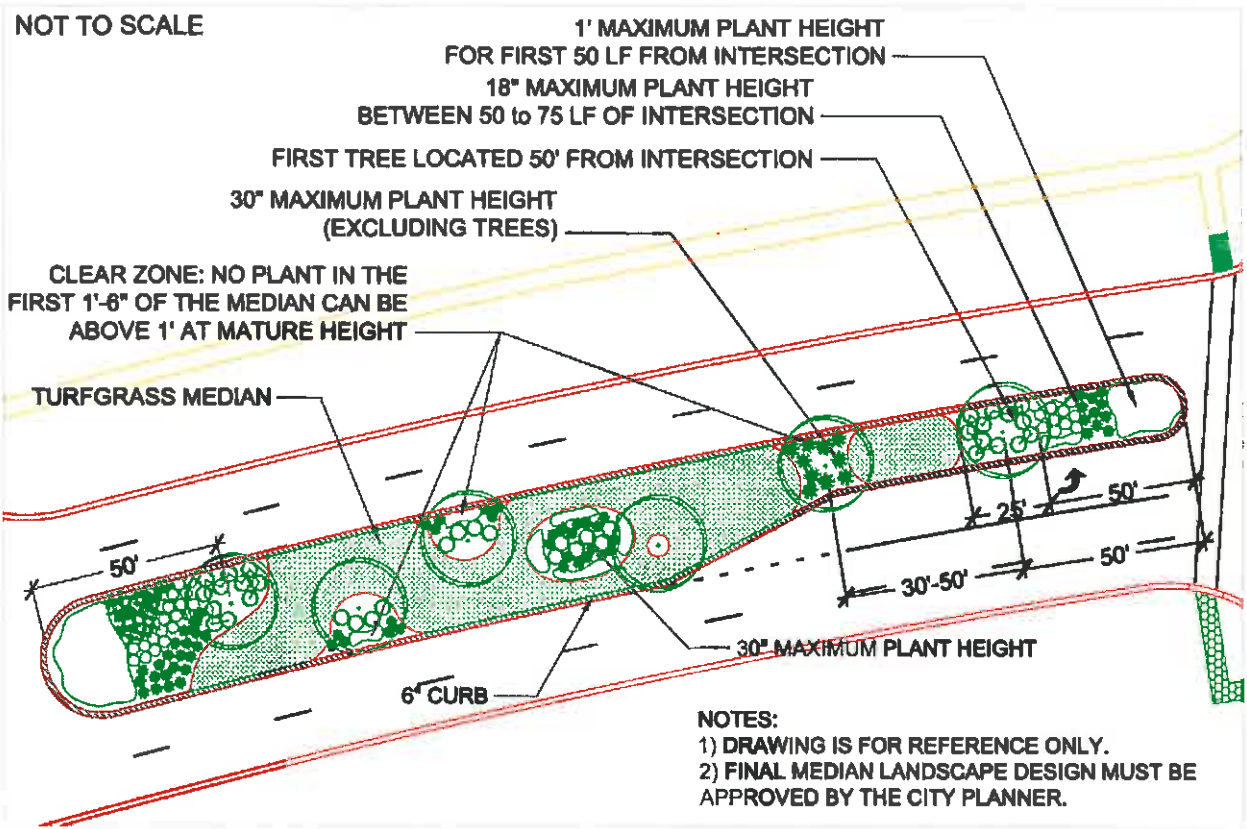 NOT TO SCALE
1' MAXIMUM PLANT HEIGHT
FOR FIRST 50 LF FROM INTERSECTION
18" MAXIMUM PLANT HEIGHT
BETWEEN 50 to 75 LF OF INTERSECTION
FIRST TREE LOCATED 50' FROM INTERSECTION
30" MAXIMUM PLANT HEIGHT
(EXCLUDING TREES)
CLEAR ZONE: NO PLANT IN THE
FIRST 1'-6" OF THE MEDIAN CAN BE
ABOVE 1' AT MATURE HEIGHT
TURFGRASS MEDIAN
50'
25'
50'
30'-50'
50'
30" MAXIMUM PLANT HEIGHT
6" CURB
NOTES:
1) DRAWING IS FOR REFERENCE ONLY.
2) FINAL MEDIAN LANDSCAPE DESIGN MUST BE
APPROVED BY THE CITY PLANNER.